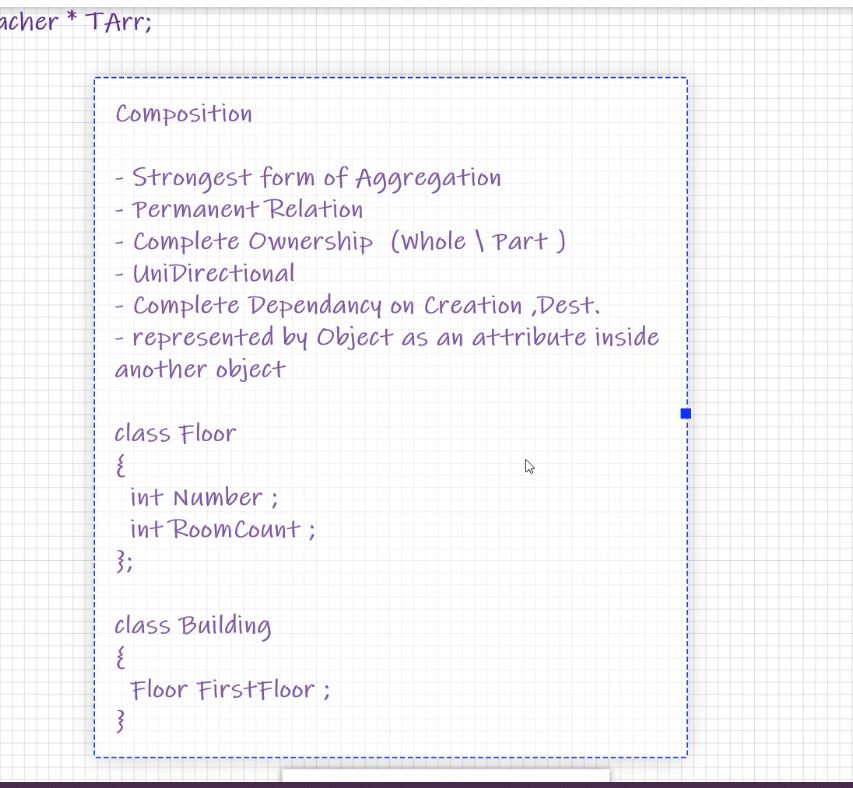 acher * TArr;
Composition
- Strongest form of Aggregation
- Permanent Relation
- Complete Ownership (Whole \ Part )
- UniDirectional
- Complete Dependancy on Creation ,Dest.
- represented by Object as an attribute inside
another object
class Floor
{
int Number ;
int RoomCount ;
};
class Building
{
Floor FirstFloor ;
}